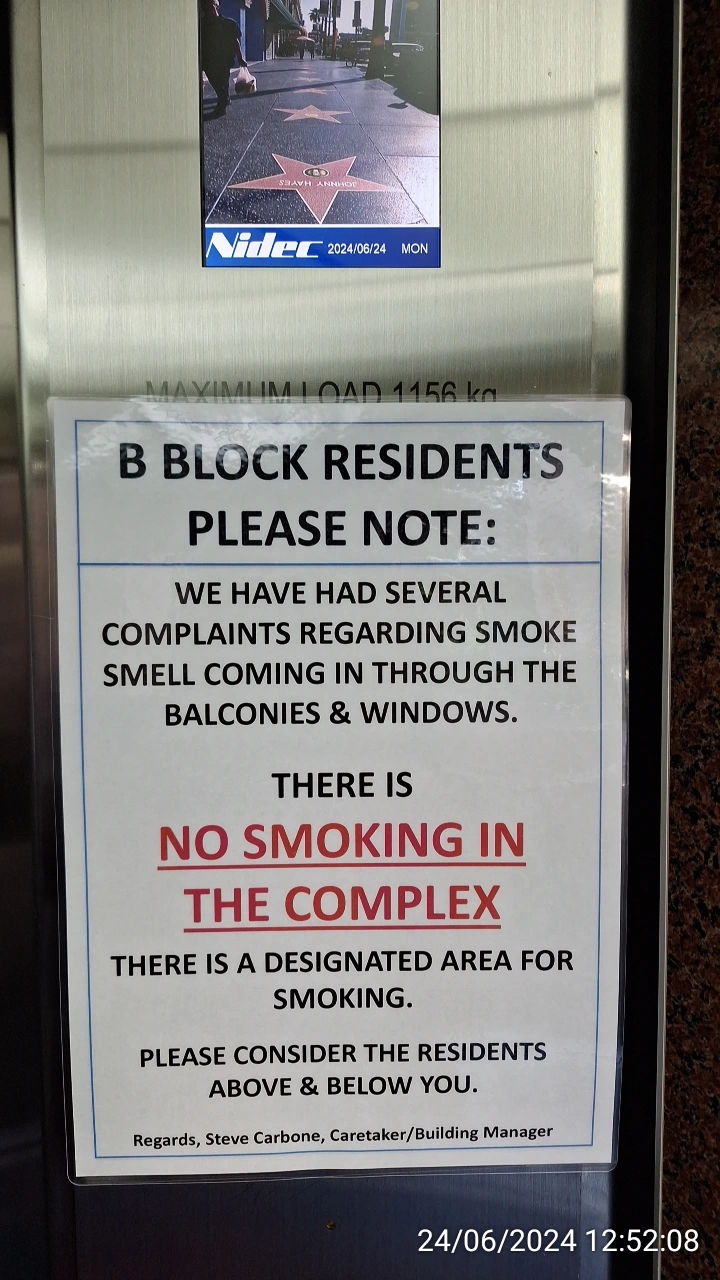 JOHNNY HAYES
Nidec 2024/06/24 MON
MAXIMUM LOAD 1156 kg
B BLOCK RESIDENTS
PLEASE NOTE:
WE HAVE HAD SEVERAL
COMPLAINTS REGARDING SMOKE
SMELL COMING IN THROUGH THE
BALCONIES & WINDOWS.
THERE IS
NO SMOKING IN
THE COMPLEX
THERE IS A DESIGNATED AREA FOR
SMOKING.
PLEASE CONSIDER THE RESIDENTS
ABOVE & BELOW YOU.
Regards, Steve Carbone, Caretaker/Building Manager
24/06/2024 12:52:08